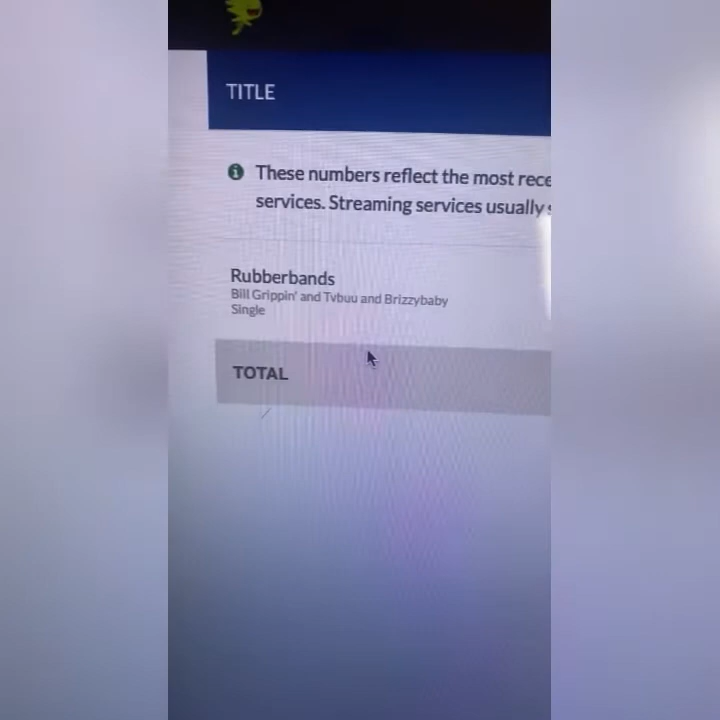 TITLE
These numbers reflect the most rece
services. Streaming services usually
Rubberbands
Bill Grippin' and Tvbuu and Brizzybaby
Single
TOTAL